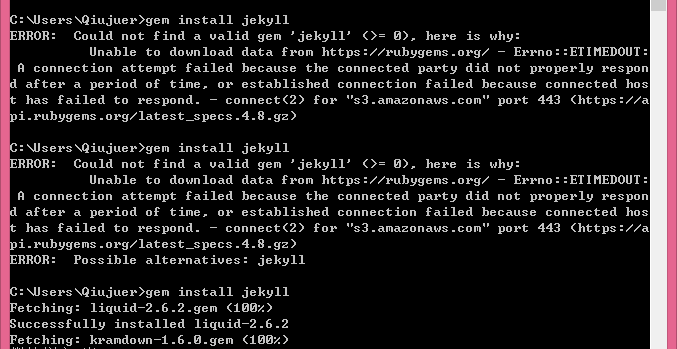 C:\Users\Qiujuer>gem install jekyll
ERROR:  Could not find a valid gem 'jekyll' (>= 0), here is why:
          Unable to download data from https://rubygems.org/ - Errno::ETIMEDOUT:
 A connection attempt failed because the connected party did not properly respon
d after a period of time, or established connection failed because connected hos
t has failed to respond. - connect(2) for "s3.amazonaws.com" port 443 (https://a
pi.rubygems.org/latest_specs.4.8.gz)
C:\Users\Qiujuer>gem install jekyll
ERROR:  Could not find a valid gem 'jekyll' (>= 0), here is why:
          Unable to download data from https://rubygems.org/ - Errno::ETIMEDOUT:
 A connection attempt failed because the connected party did not properly respon
d after a period of time, or established connection failed because connected hos
t has failed to respond. - connect(2) for "s3.amazonaws.com" port 443 (https://a
pi.rubygems.org/latest_specs.4.8.gz)
ERROR:  Possible alternatives: jekyll
C:\Users\Qiujuer>gem install jekyll
Fetching: liquid-2.6.2.gem (100%)
Successfully installed liquid-2.6.2
Fetching: kramdown-1.6.0.gem (100%)